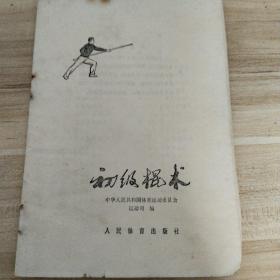 初级棍术
中华人民共和国体育运动委员会
运动司 编
人民体育出版社